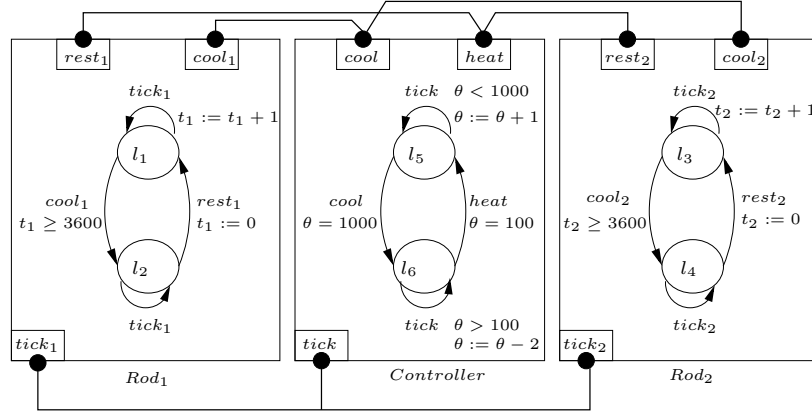 rest₁ cool₁ cool heat rest₂ cool₂
tick₁
t₁ := t₁ + 1
l₁
cool₁
t₁ ≥ 3600
rest₁
t₁ := 0
l₂
tick₁
tick₁
Rod₁
tick θ < 1000
θ := θ + 1
l₅
cool
θ = 1000
heat
θ = 100
l₆
tick θ > 100
θ := θ − 2
tick
Controller
tick₂
t₂ := t₂ + 1
l₃
cool₂
t₂ ≥ 3600
rest₂
t₂ := 0
l₄
tick₂
tick₂
Rod₂